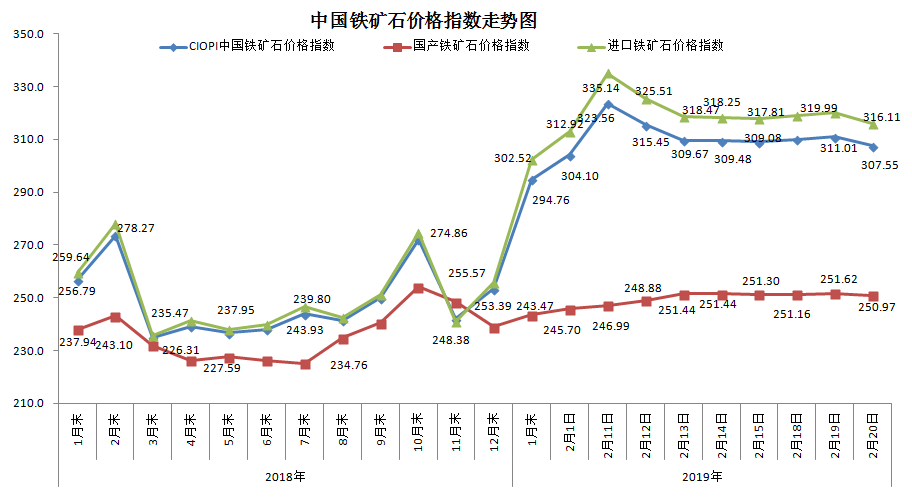 中国铁矿石价格指数走势图
CIOPI中国铁矿石价格指数 国产铁矿石价格指数 进口铁矿石价格指数
350.0
330.0
310.0
290.0
270.0
250.0
230.0
210.0
335.14 325.51 318.47 318.25 317.81 319.99 316.11
312.92 323.56
302.52 304.10 315.45 309.67 309.48 309.08 311.01 307.55
294.76
259.64 278.27 235.47 237.95 239.80 274.86 255.57
256.79 243.93 253.39 243.47
237.94 243.10 226.31 227.59 234.76 248.38 245.70 246.99 248.88 251.44 251.44 251.30 251.16 251.62 250.97
1月末 2月末 3月末 4月末 5月末 6月末 7月末 8月末 9月末 10月末 11月末 12月末 1月末 2月1日 2月11日 2月12日 2月13日 2月14日 2月15日 2月18日 2月19日 2月20日
2018年 2019年